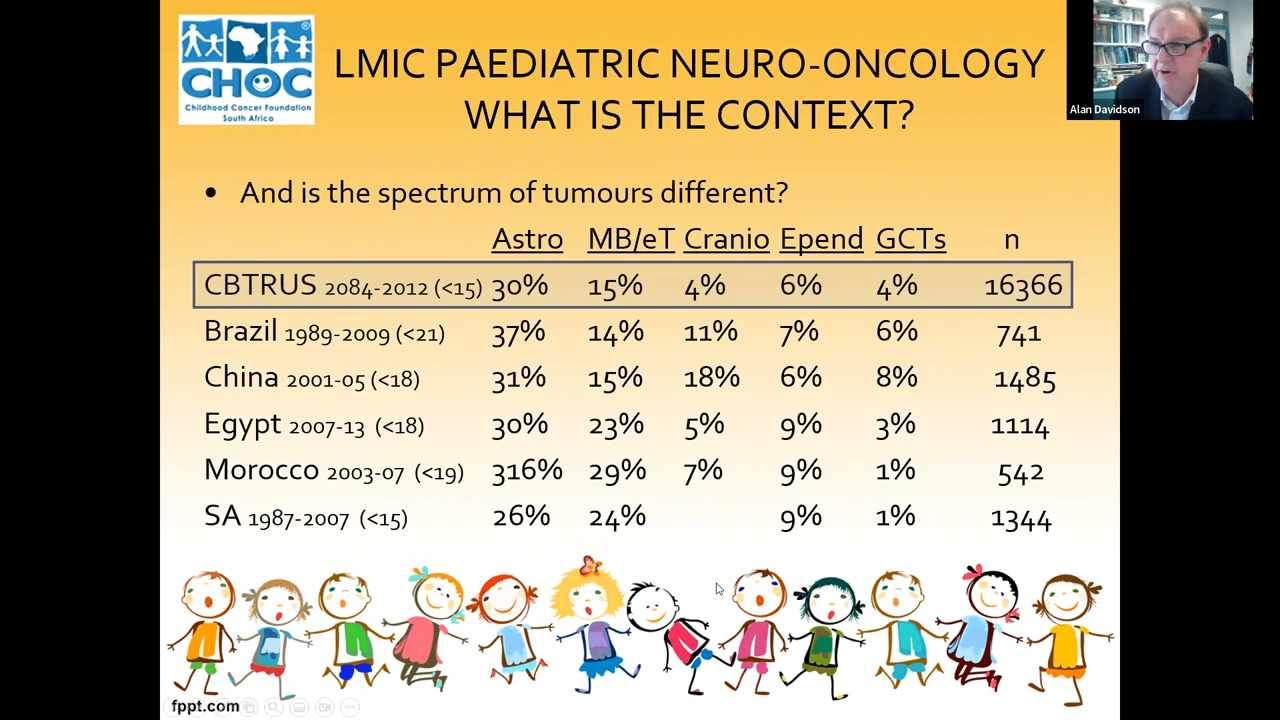 CHOC
Childhood Cancer Foundation
South Africa
LMIC PAEDIATRIC NEURO-ONCOLOGY
WHAT IS THE CONTEXT?
Alan Davidson
• And is the spectrum of tumours different?
Astro MB/eT Cranio Epend GCTs n
CBTRUS 2084-2012 (<15) 30% 15% 4% 6% 4% 16366
Brazil 1989-2009 (<21) 37% 14% 11% 7% 6% 741
China 2001-05 (<18) 31% 15% 18% 6% 8% 1485
Egypt 2007-13 (<18) 30% 23% 5% 9% 3% 1114
Morocco 2003-07 (<19) 316% 29% 7% 9% 1% 542
SA 1987-2007 (<15) 26% 24% 9% 1% 1344
fppt.com